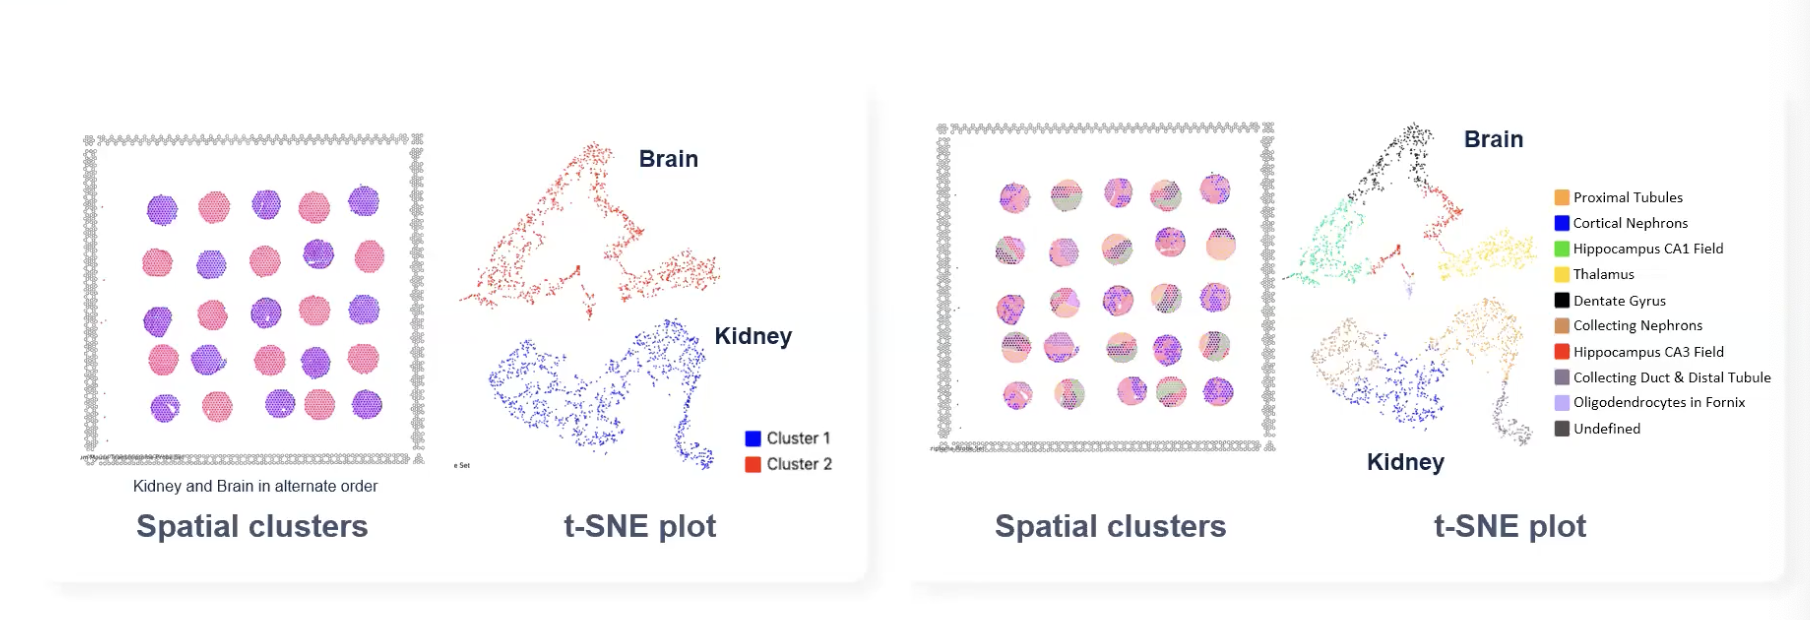 Brain
Kidney
Cluster 1
Cluster 2
e Set
Kidney and Brain in alternate order
Spatial clusters
t-SNE plot
Brain
Proximal Tubules
Cortical Nephrons
Hippocampus CA1 Field
Thalamus
Dentate Gyrus
Collecting Nephrons
Hippocampus CA3 Field
Collecting Duct & Distal Tubule
Oligodendrocytes in Fornix
Undefined
Kidney
Spatial clusters
t-SNE plot